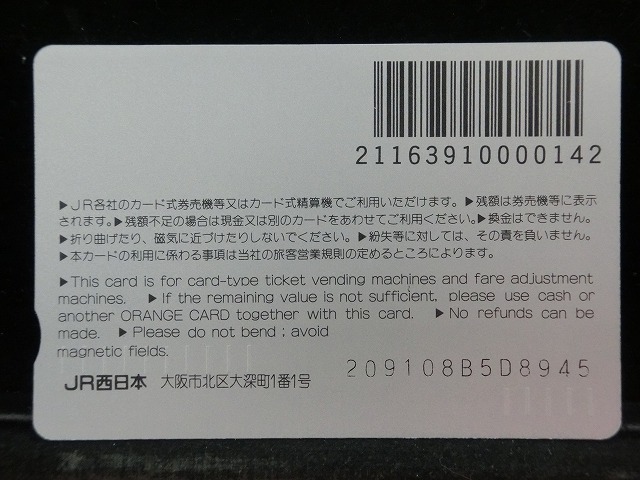 21163910000142
▶JR各社のカード式券売機等又はカード式精算機でご利用いただけます。▶残額は券売機等に表示
されます。▶残額不足の場合は現金又は別のカードをあわせてご利用ください。▶換金はできません。
▶折り曲げたり、磁気に近づけたりしないでください。▶紛失等に対しては、その責を負いません。
▶本カードの利用に係わる事項は当社の旅客営業規則の定めるところによります。
▶This card is for card-type ticket vending machines and fare adjustment
machines. ▶If the remaining value is not sufficient, please use cash or
another ORANGE CARD together with this card. ▶No refunds can be
made. ▶Please do not bend ; avoid
magnetic fields.
JR西日本 大阪市北区大深町1番1号
209108B5D8945